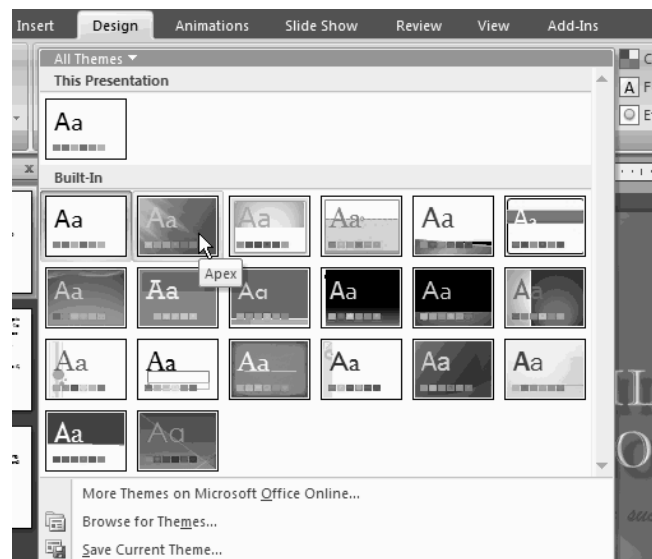 Insert Design Animations Slide Show Review View Add-Ins
All Themes
This Presentation
Aa
Built-In
Aa Aa Aa Aa Aa Aa
Apex
Aa Aa Aa Aa Aa Aa
Aa Aa Aa Aa Aa Aa
Aa Aa
More Themes on Microsoft Office Online...
Browse for Themes...
Save Current Theme...